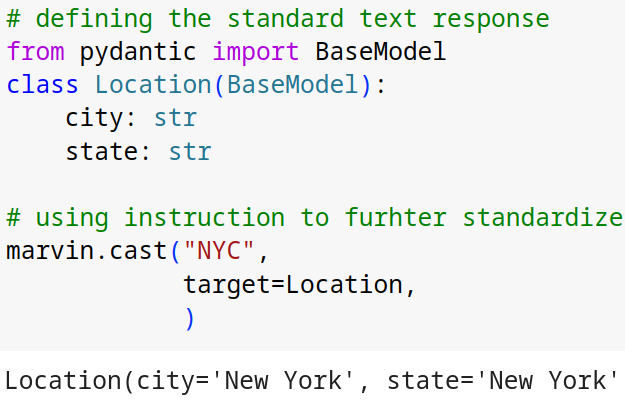 # defining the standard text response
from pydantic import BaseModel
class Location(BaseModel):
    city: str
    state: str
# using instruction to furhter standardize
marvin.cast("NYC",
            target=Location,
            )
Location(city='New York', state='New York'